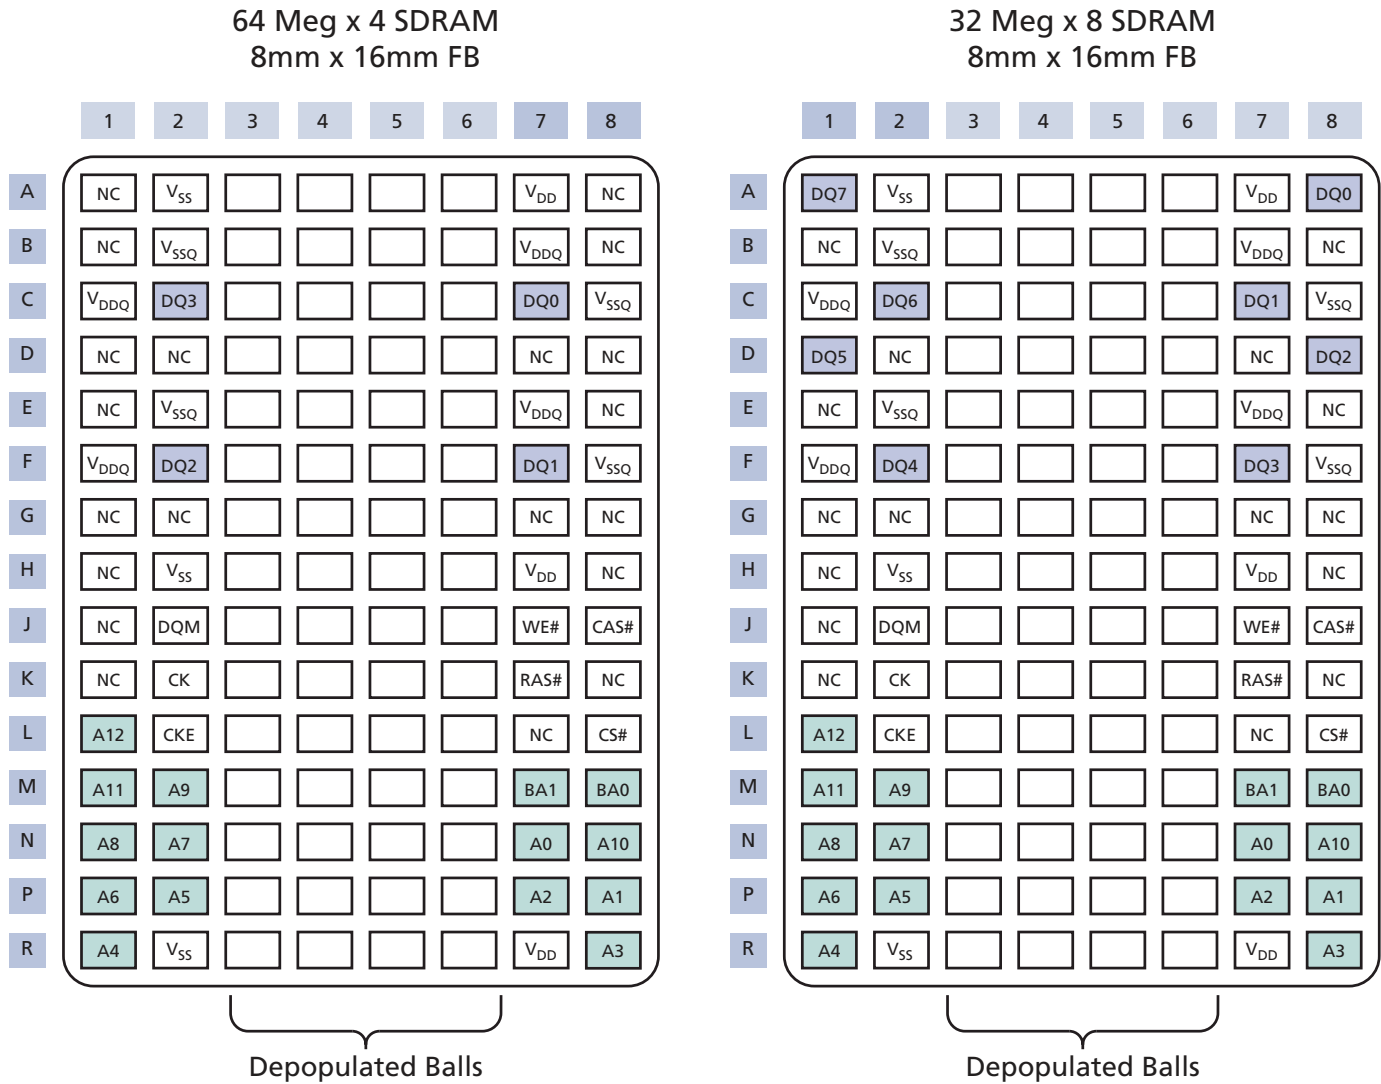 64 Meg x 4 SDRAM
8mm x 16mm FB
1 2 3 4 5 6 7 8
A NC VSS VDD NC
B NC VSSQ VDDQ NC
C VDDQ DQ3 DQ0 VSSQ
D NC NC NC NC
E NC VSSQ VDDQ NC
F VDDQ DQ2 DQ1 VSSQ
G NC NC NC NC
H NC VSS VDD NC
J NC DQM WE# CAS#
K NC CK RAS# NC
L A12 CKE NC CS#
M A11 A9 BA1 BA0
N A8 A7 A0 A10
P A6 A5 A2 A1
R A4 VSS VDD A3
Depopulated Balls
32 Meg x 8 SDRAM
8mm x 16mm FB
1 2 3 4 5 6 7 8
A DQ7 VSS VDD DQ0
B NC VSSQ VDDQ NC
C VDDQ DQ6 DQ1 VSSQ
D DQ5 NC NC DQ2
E NC VSSQ VDDQ NC
F VDDQ DQ4 DQ3 VSSQ
G NC NC NC NC
H NC VSS VDD NC
J NC DQM WE# CAS#
K NC CK RAS# NC
L A12 CKE NC CS#
M A11 A9 BA1 BA0
N A8 A7 A0 A10
P A6 A5 A2 A1
R A4 VSS VDD A3
Depopulated Balls